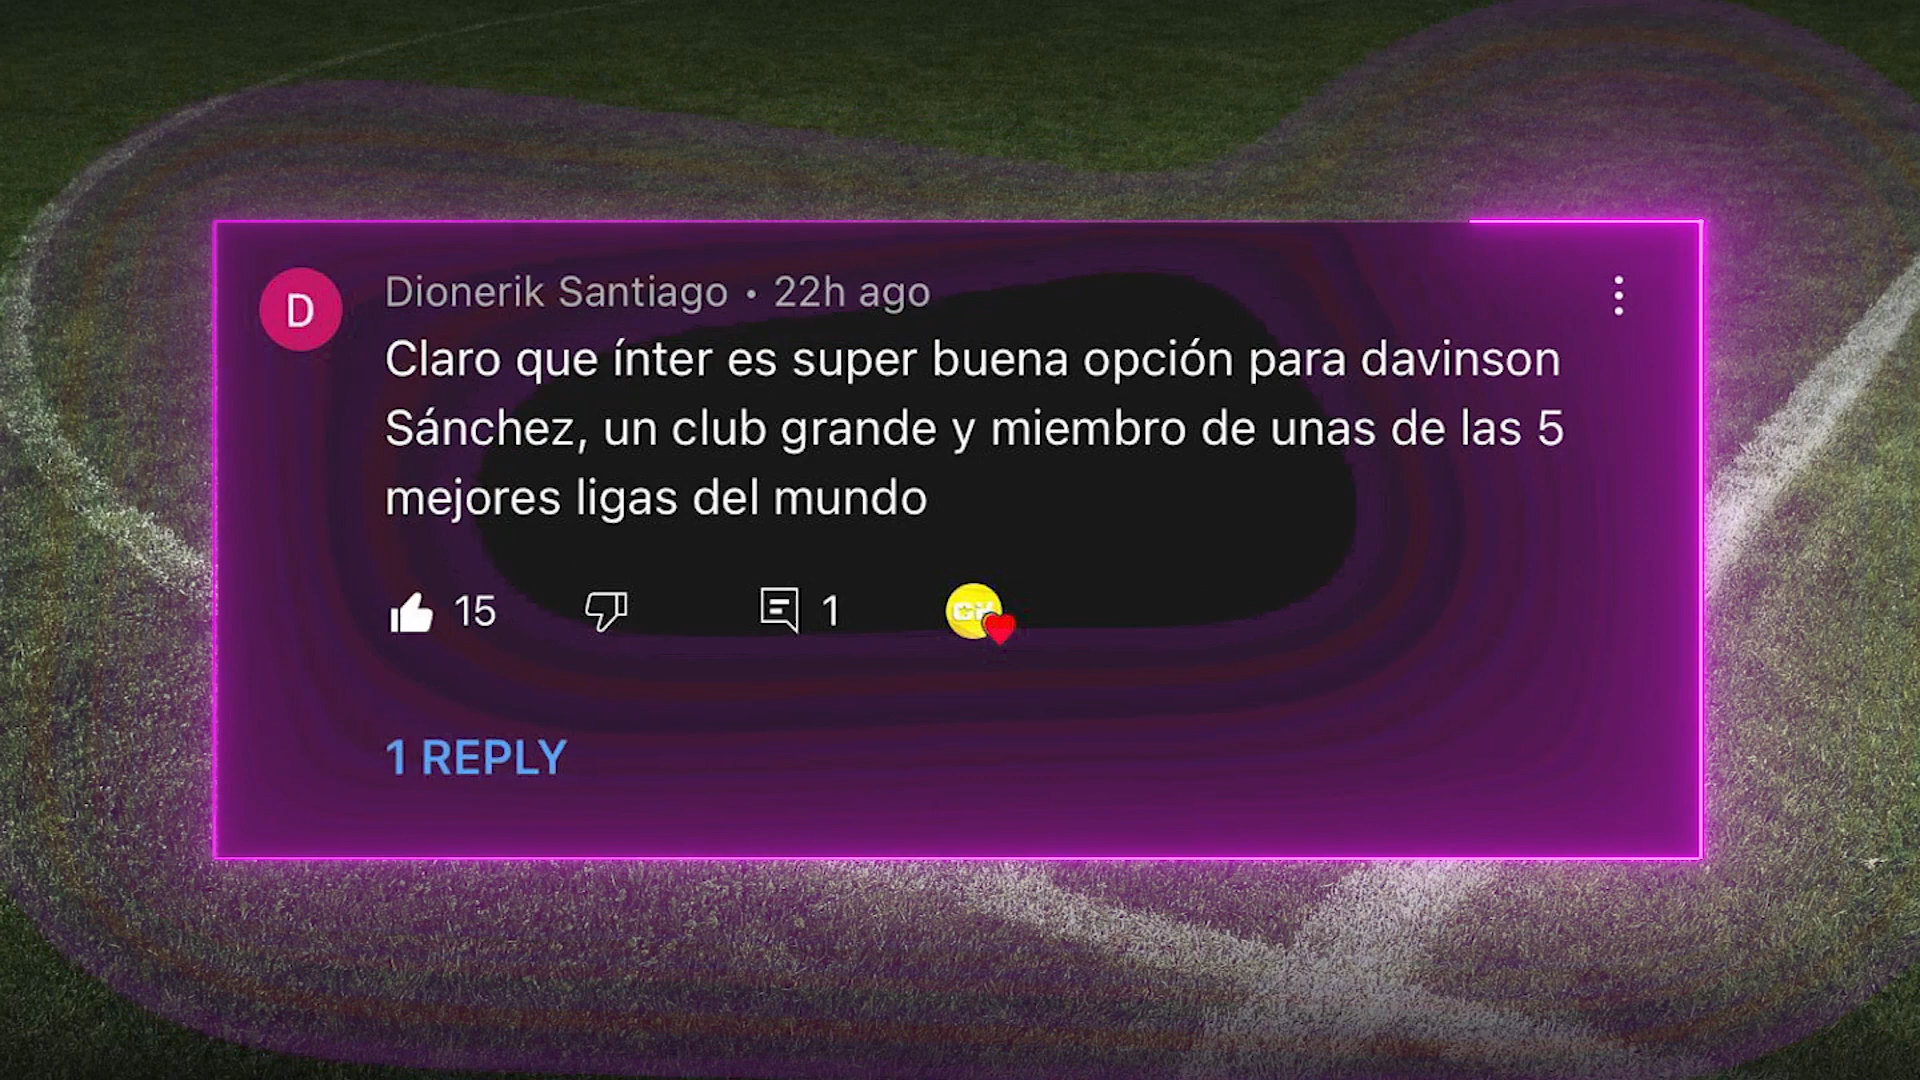 D
Dionerik Santiago • 22h ago
Claro que ínter es super buena opción para davinson
Sánchez, un club grande y miembro de unas de las 5
mejores ligas del mundo
15
1
1 REPLY